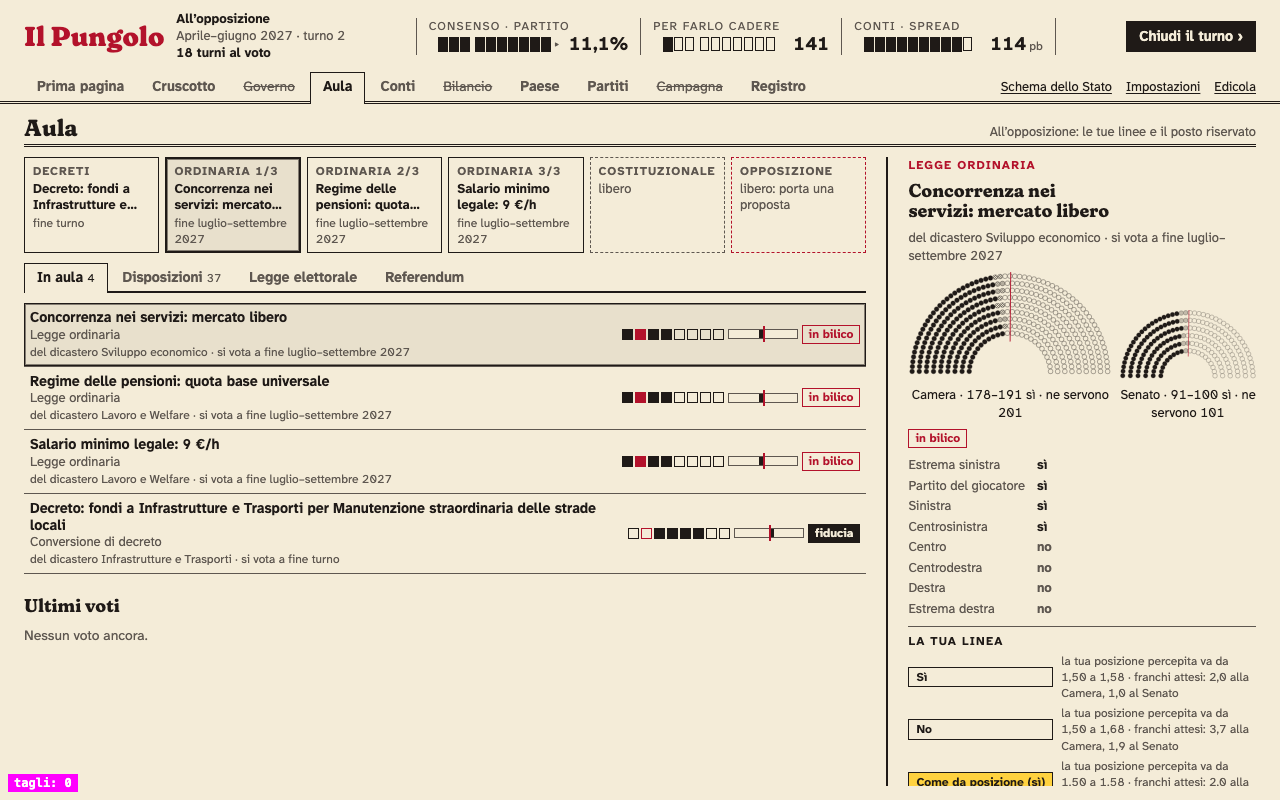 Il Pungolo
All'opposizione
Aprile–giugno 2027 · turno 2
18 turni al voto
CONSENSO · PARTITO
11,1%
PER FARLO CADERE
141
CONTI · SPREAD
114 pb
Chiudi il turno ›
Prima pagina
Cruscotto
Governo
Aula
Conti
Bilancio
Paese
Partiti
Campagna
Registro
Schema dello Stato
Impostazioni
Edicola
Aula
All'opposizione: le tue linee e il posto riservato
DECRETI
Decreto: fondi a
Infrastrutture e…
fine turno
ORDINARIA 1/3
Concorrenza nei
servizi: mercato…
fine luglio–settembre
2027
ORDINARIA 2/3
Regime delle
pensioni: quota…
fine luglio–settembre
2027
ORDINARIA 3/3
Salario minimo
legale: 9 €/h
fine luglio–settembre
2027
COSTITUZIONALE
libero
OPPOSIZIONE
libero: porta una
proposta
In aula 4
Disposizioni 37
Legge elettorale
Referendum
Concorrenza nei servizi: mercato libero
Legge ordinaria
del dicastero Sviluppo economico · si vota a fine luglio–settembre 2027
in bilico
Regime delle pensioni: quota base universale
Legge ordinaria
del dicastero Lavoro e Welfare · si vota a fine luglio–settembre 2027
in bilico
Salario minimo legale: 9 €/h
Legge ordinaria
del dicastero Lavoro e Welfare · si vota a fine luglio–settembre 2027
in bilico
Decreto: fondi a Infrastrutture e Trasporti per Manutenzione straordinaria delle strade
locali
Conversione di decreto
del dicastero Infrastrutture e Trasporti · si vota a fine turno
fiducia
Ultimi voti
Nessun voto ancora.
LEGGE ORDINARIA
Concorrenza nei
servizi: mercato libero
del dicastero Sviluppo economico · si vota a fine luglio–
settembre 2027
Camera · 178–191 sì · ne servono
201
Senato · 91–100 sì · ne
servono 101
in bilico
Estrema sinistra sì
Partito del giocatore sì
Sinistra sì
Centrosinistra sì
Centro no
Centrodestra no
Destra no
Estrema destra no
LA TUA LINEA
Sì
la tua posizione percepita va da
1,50 a 1,58 · franchi attesi: 2,0 alla
Camera, 1,0 al Senato
No
la tua posizione percepita va da
1,50 a 1,68 · franchi attesi: 3,7 alla
Camera, 1,9 al Senato
Come da posizione (sì)
la tua posizione percepita va da
1,50 a 1,58 · franchi attesi: 2,0 alla
tagli: 0